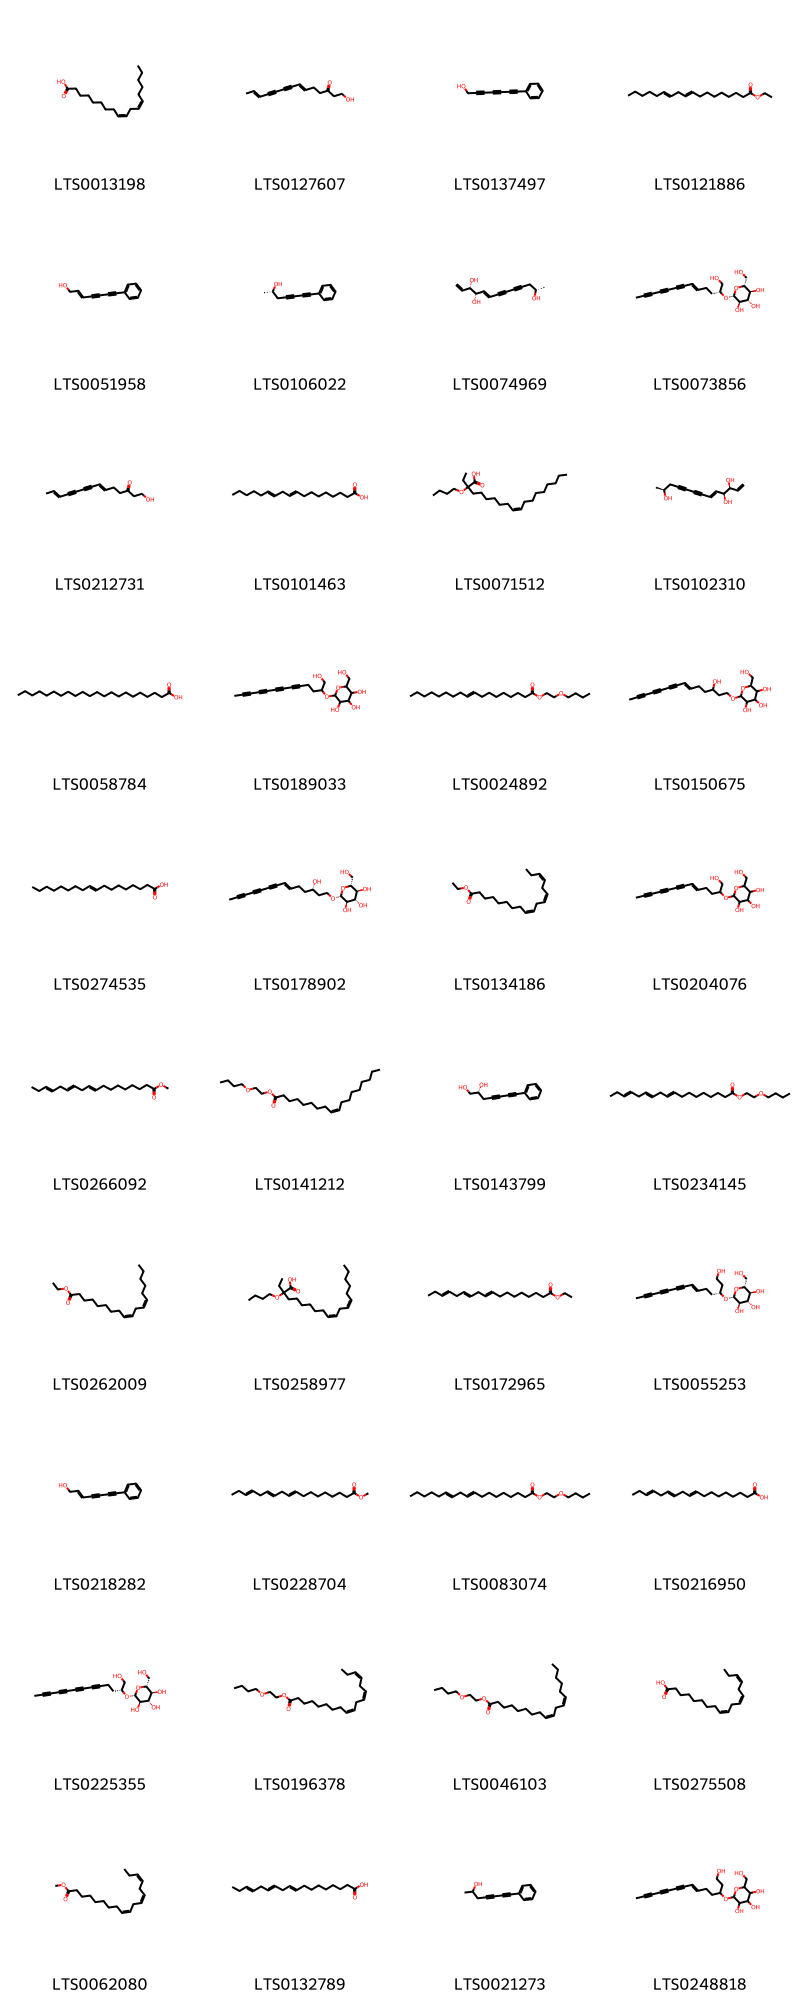 LTS0013198 LTS0127607 LTS0137497 LTS0121886
LTS0051958 LTS0106022 LTS0074969 LTS0073856
LTS0212731 LTS0101463 LTS0071512 LTS0102310
LTS0058784 LTS0189033 LTS0024892 LTS0150675
LTS0274535 LTS0178902 LTS0134186 LTS0204076
LTS0266092 LTS0141212 LTS0143799 LTS0234145
LTS0262009 LTS0258977 LTS0172965 LTS0055253
LTS0218282 LTS0228704 LTS0083074 LTS0216950
LTS0225355 LTS0196378 LTS0046103 LTS0275508
LTS0062080 LTS0132789 LTS0021273 LTS0248818